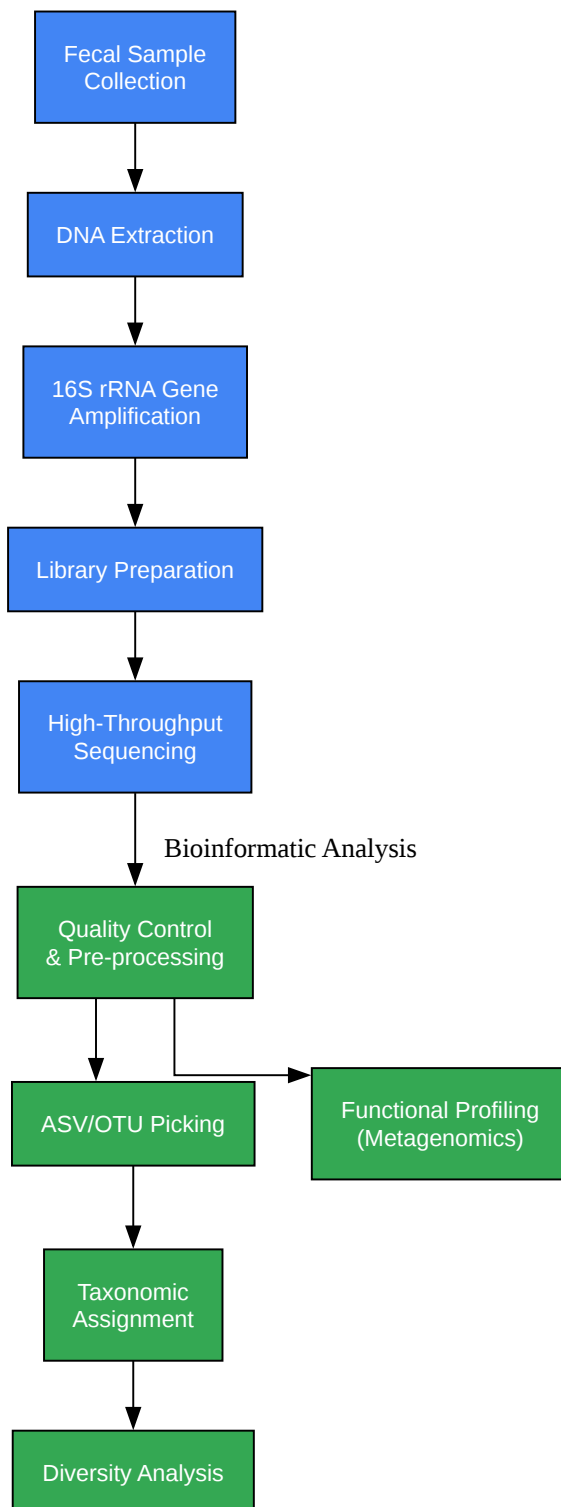 Fecal Sample
Collection
DNA Extraction
16S rRNA Gene
Amplification
Library Preparation
High-Throughput
Sequencing
Bioinformatic Analysis
Quality Control
& Pre-processing
ASV/OTU Picking
Functional Profiling
(Metagenomics)
Taxonomic
Assignment
Diversity Analysis